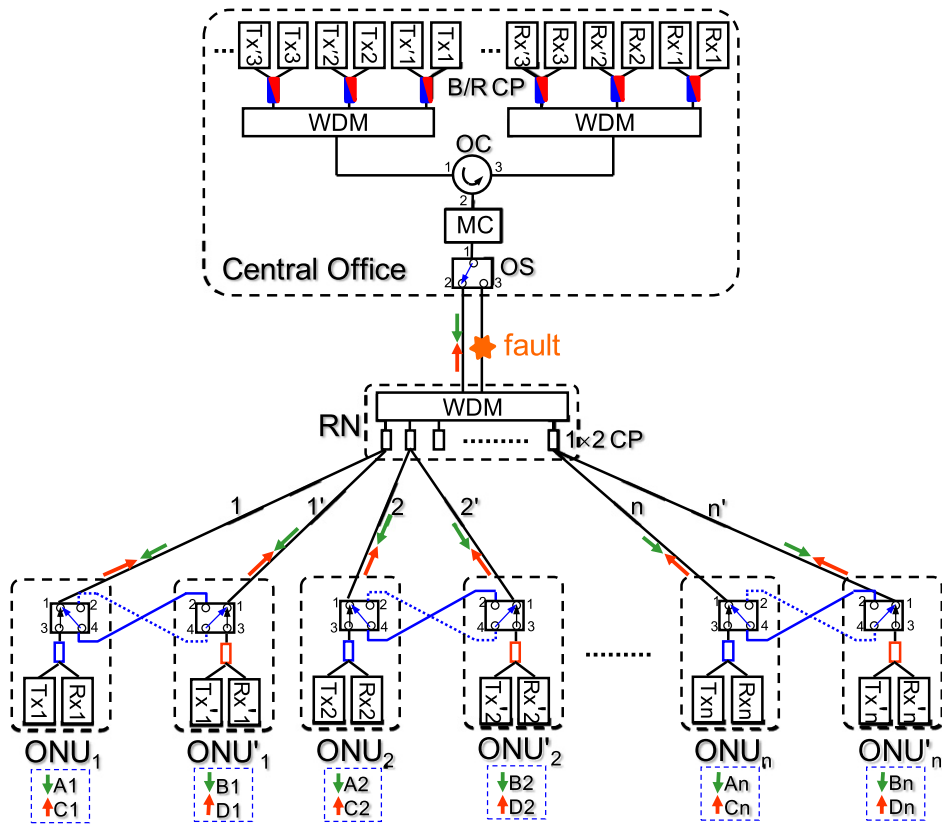 ... Tx'3 Tx3 Tx'2 Tx2 Tx'1 Tx1 ... Rx'3 Rx3 Rx'2 Rx2 Rx'1 Rx1
B/R CP
WDM WDM
OC
1 3
2
MC
1
OS
2 3
Central Office
fault
WDM
RN
......... 1×2 CP
1 1' 2 2' n n'
1 2 2 1 1 2 2 1 1 2 2 1
3 4 4 3 3 4 4 3 3 4 4 3
.........
Tx1 Rx1 Tx'1 Rx'1 Tx2 Rx2 Tx'2 Rx'2 Txn Rxn Tx'n Rx'n
ONU1 ONU'1 ONU2 ONU'2 ONUn ONU'n
A1 B1 A2 B2 An Bn
C1 D1 C2 D2 Cn Dn